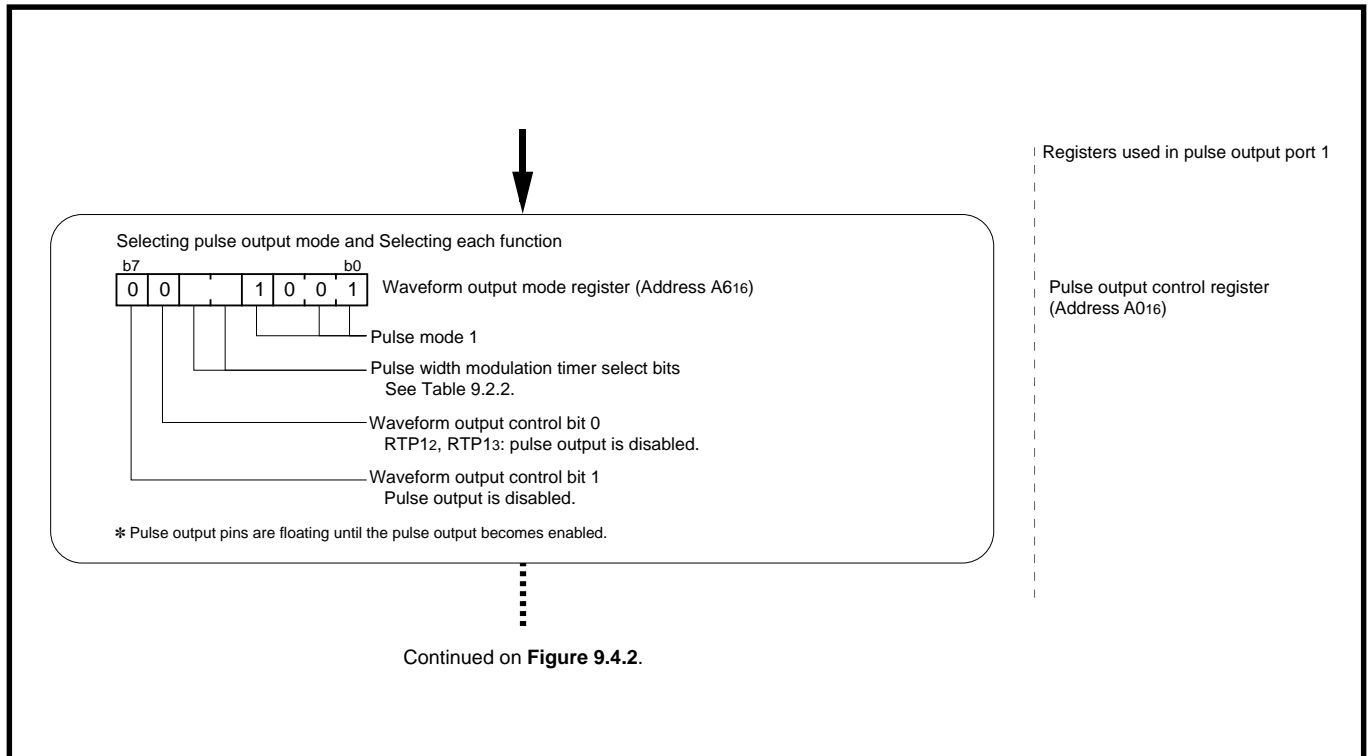 Registers used in pulse output port 1
Selecting pulse output mode and Selecting each function
b7 b0
0 0 1 0 0 1 Waveform output mode register (Address A616)
Pulse output control register
(Address A016)
Pulse mode 1
Pulse width modulation timer select bits
See Table 9.2.2.
Waveform output control bit 0
RTP12, RTP13: pulse output is disabled.
Waveform output control bit 1
Pulse output is disabled.
✻ Pulse output pins are floating until the pulse output becomes enabled.
Continued on Figure 9.4.2.